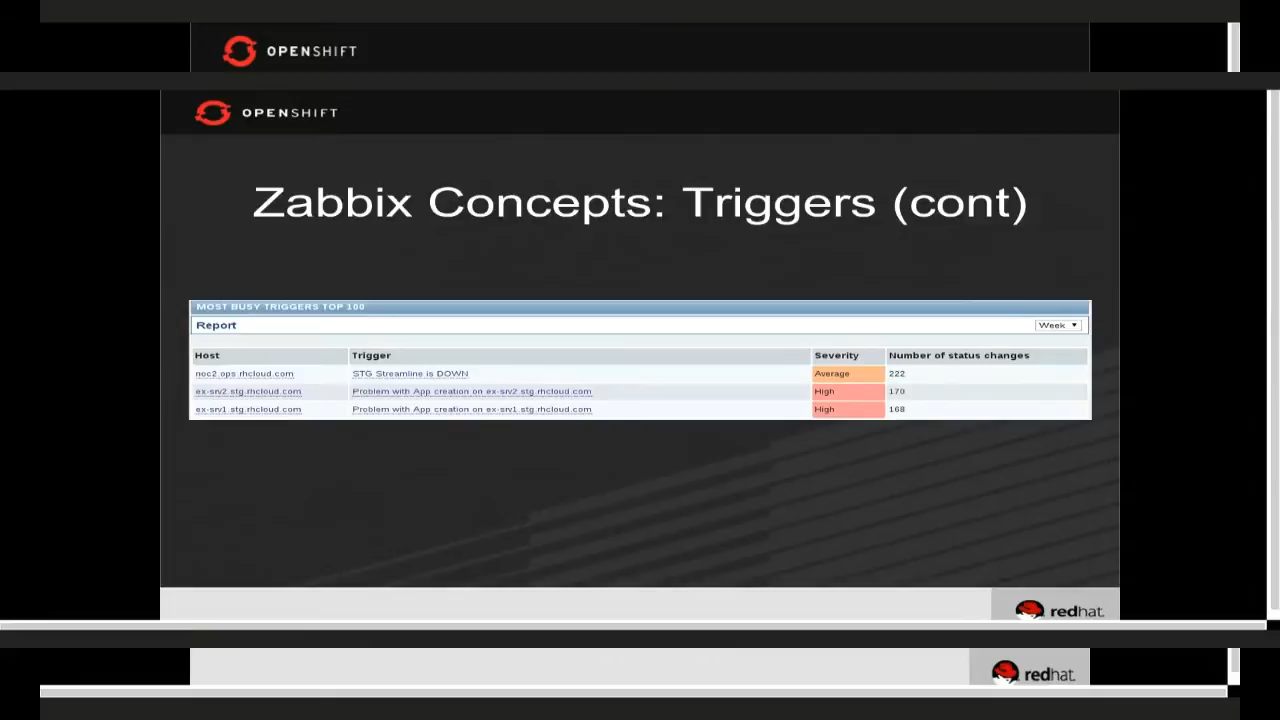 OPENSHIFT
OPENSHIFT
Zabbix Concepts: Triggers (cont)
MOST BUSY TRIGGERS TOP 100
Report Week
Host Trigger Severity Number of status changes
noc2.ops.rhcloud.com STG Streamline is DOWN Average 222
ex-srv2.stg.rhcloud.com Problem with App creation on ex-srv2.stg.rhcloud.com High 170
ex-srv1.stg.rhcloud.com Problem with App creation on ex-srv1.stg.rhcloud.com High 168
redhat.
redhat.